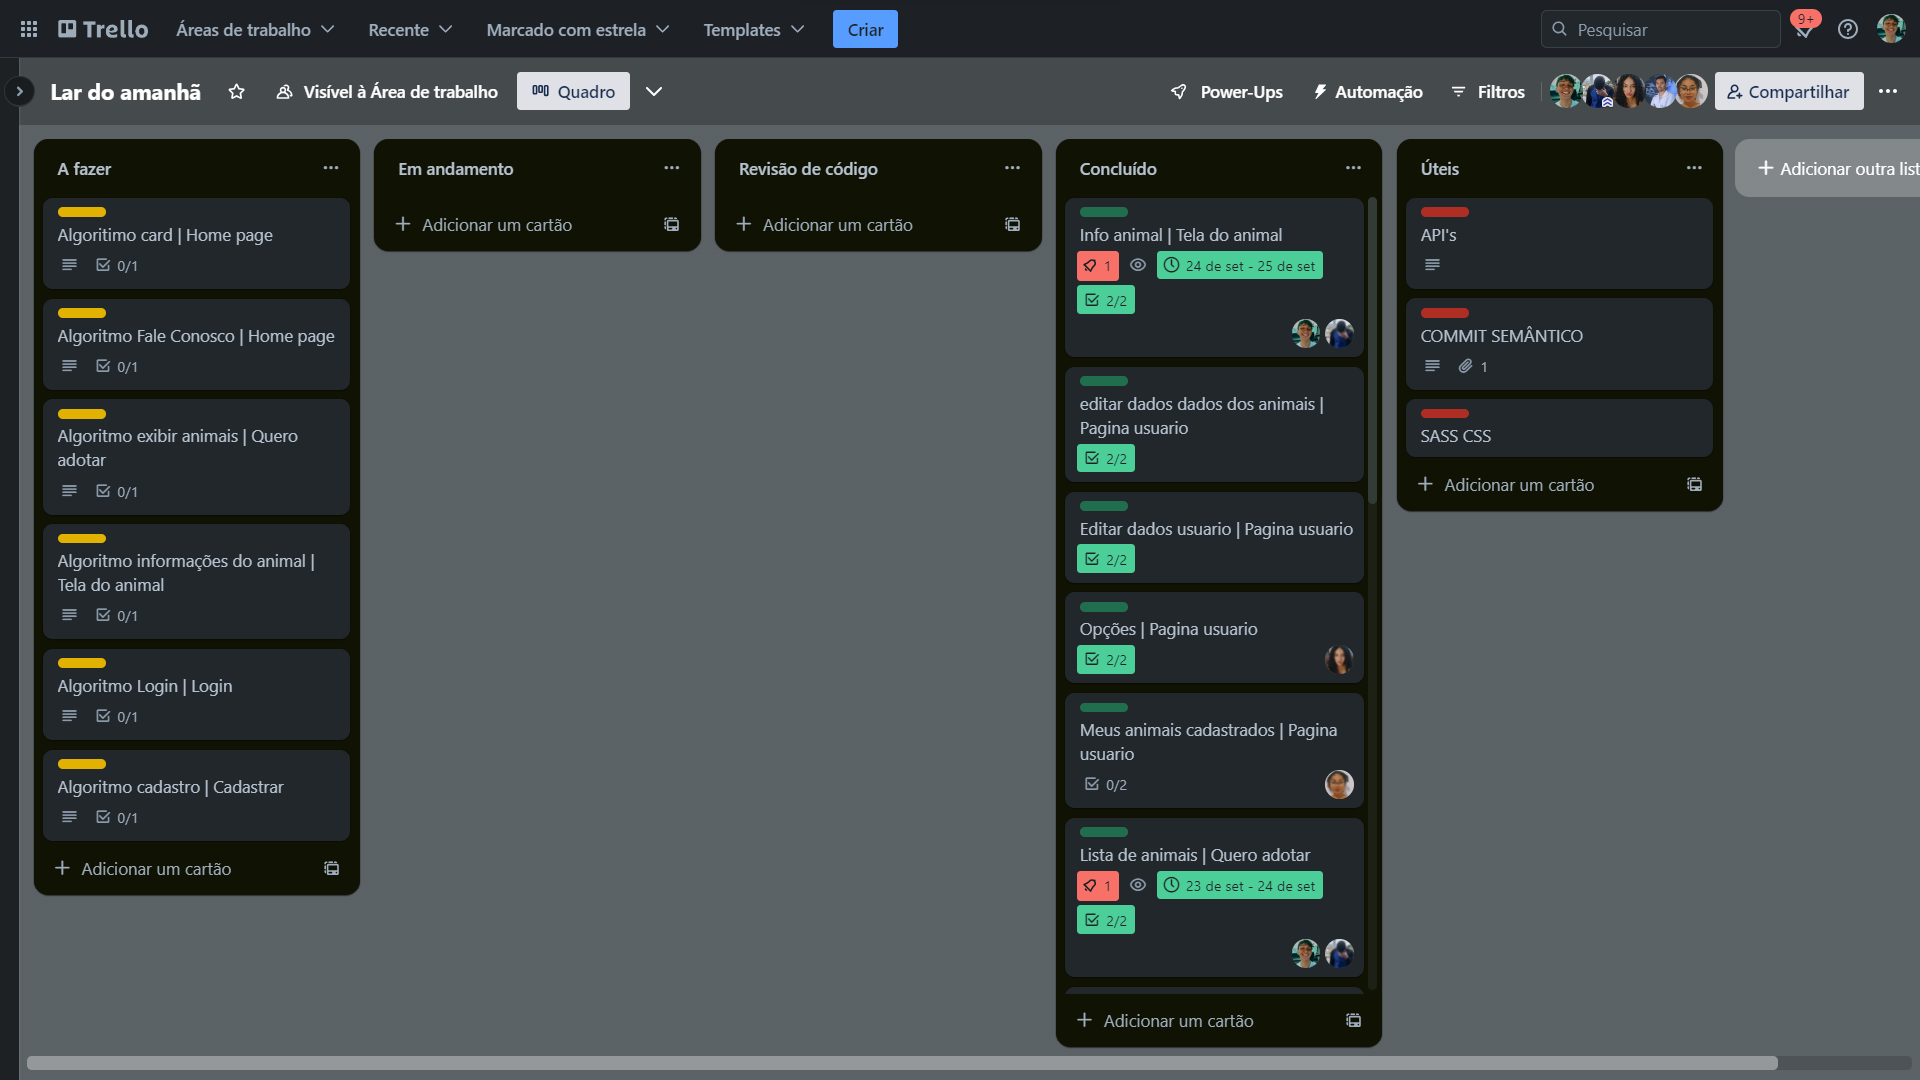 Trello
Áreas de trabalho
Recente
Marcado com estrela
Templates
Criar
Pesquisar
9+
Lar do amanhã
Visível à Área de trabalho
Quadro
Power-Ups
Automação
Filtros
Compartilhar
A fazer
Algoritimo card | Home page
0/1
Algoritmo Fale Conosco | Home page
0/1
Algoritmo exibir animais | Quero
adotar
0/1
Algoritmo informações do animal |
Tela do animal
0/1
Algoritmo Login | Login
0/1
Algoritmo cadastro | Cadastrar
0/1
Adicionar um cartão
Em andamento
Adicionar um cartão
Revisão de código
Adicionar um cartão
Concluído
Info animal | Tela do animal
1
24 de set - 25 de set
2/2
editar dados dados dos animais |
Pagina usuario
2/2
Editar dados usuario | Pagina usuario
2/2
Opções | Pagina usuario
2/2
Meus animais cadastrados | Pagina
usuario
0/2
Lista de animais | Quero adotar
1
23 de set - 24 de set
2/2
Adicionar um cartão
Úteis
API's
COMMIT SEMÂNTICO
1
SASS CSS
Adicionar um cartão
Adicionar outra list